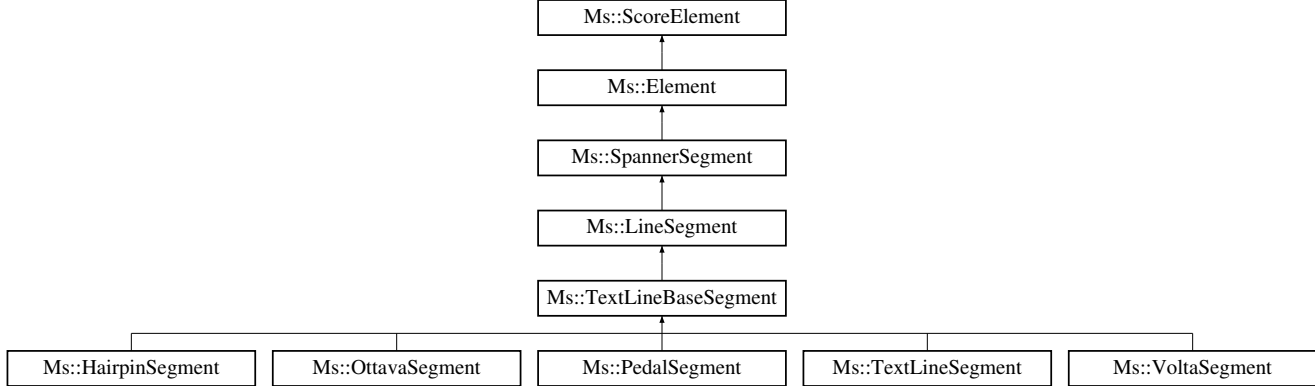 Ms::ScoreElement
Ms::Element
Ms::SpannerSegment
Ms::LineSegment
Ms::TextLineBaseSegment
Ms::HairpinSegment
Ms::OttavaSegment
Ms::PedalSegment
Ms::TextLineSegment
Ms::VoltaSegment